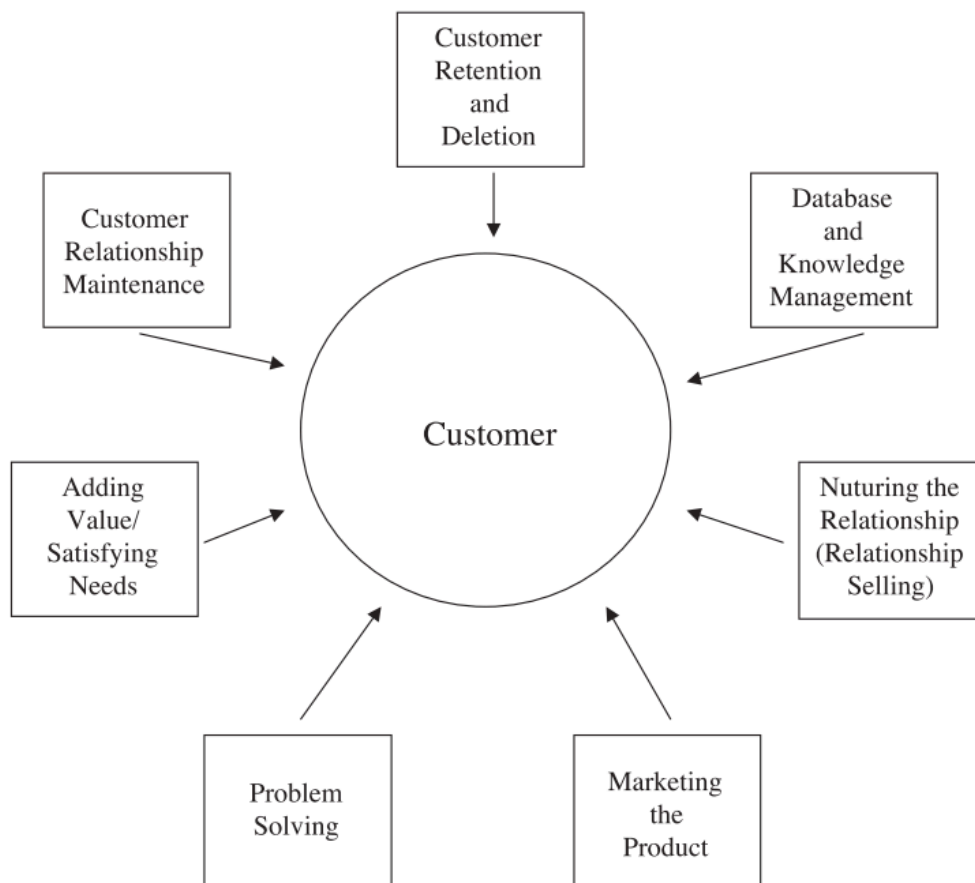 Customer
Retention
and
Deletion
Customer
Relationship
Maintenance
Database
and
Knowledge
Management
Customer
Adding
Value/
Satisfying
Needs
Nuturing the
Relationship
(Relationship
Selling)
Problem
Solving
Marketing
the
Product